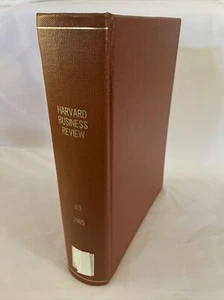 HARVARD
BUSINESS
REVIEW
63
1985